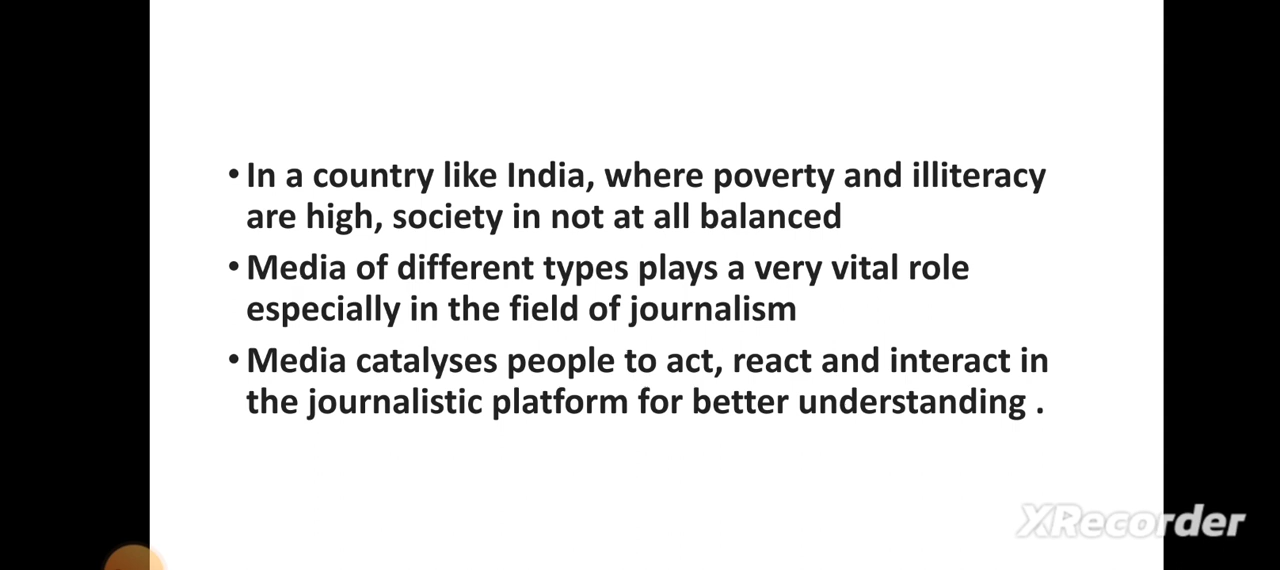 • In a country like India, where poverty and illiteracy
are high, society in not at all balanced
• Media of different types plays a very vital role
especially in the field of journalism
• Media catalyses people to act, react and interact in
the journalistic platform for better understanding .
XRecorder